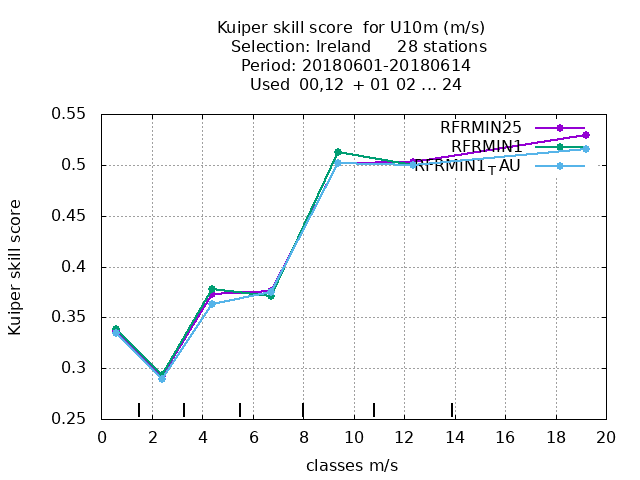 Kuiper skill score  for U10m (m/s)
Selection: Ireland     28 stations
Period: 20180601-20180614
Used  00,12  + 01 02 ... 24
0.55
0.5
0.45
0.4
0.35
0.3
0.25
Kuiper skill score
RFRMIN25
RFRMIN1
RFRMIN1TAU
0 2 4 6 8 10 12 14 16 18 20
classes m/s